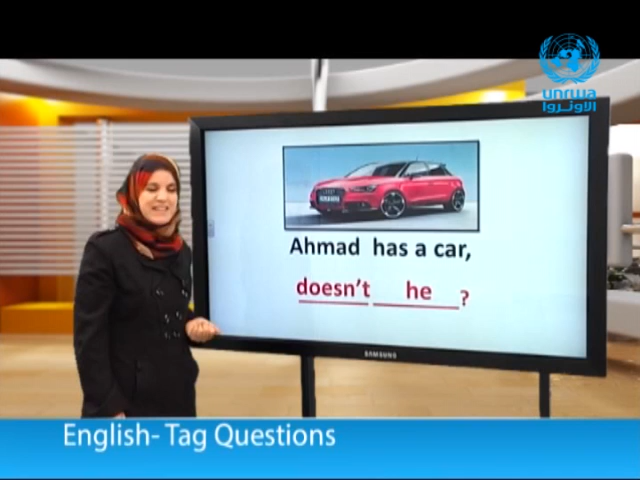 unrwa
الأونروا
Ahmad has a car,
doesn't he ?
SAMSUNG
English- Tag Questions